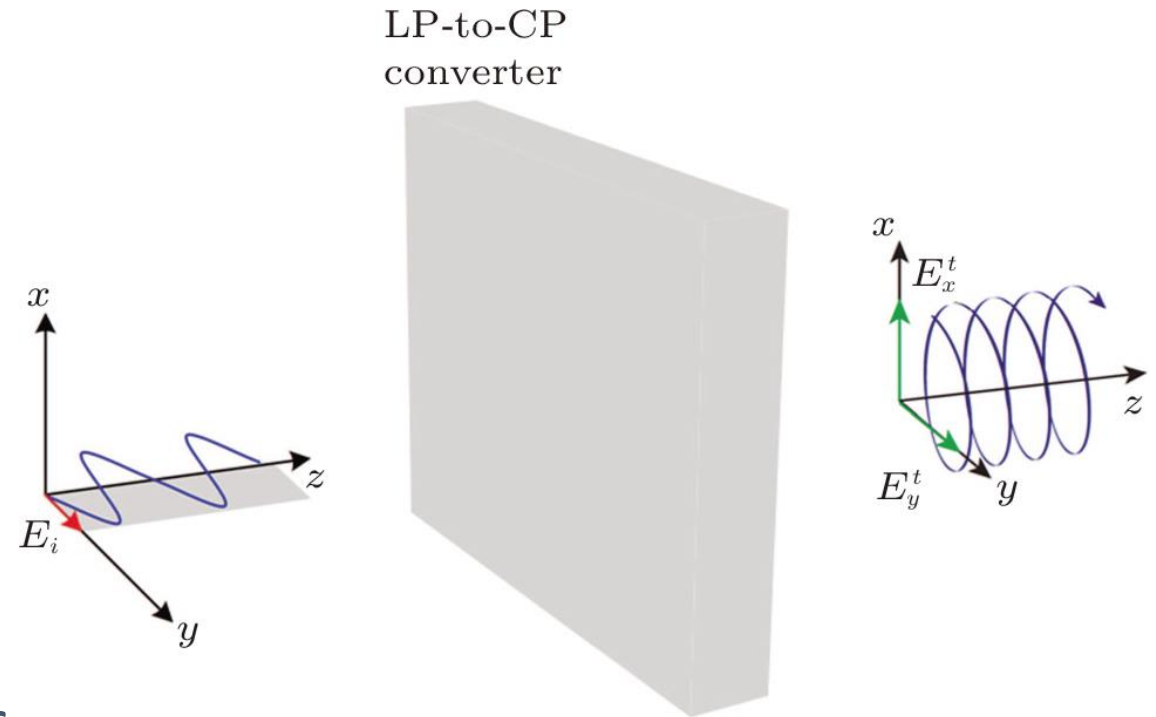 LP-to-CP
converter
x
E_x^t
x
z
z
E_y^t
y
E_i
y